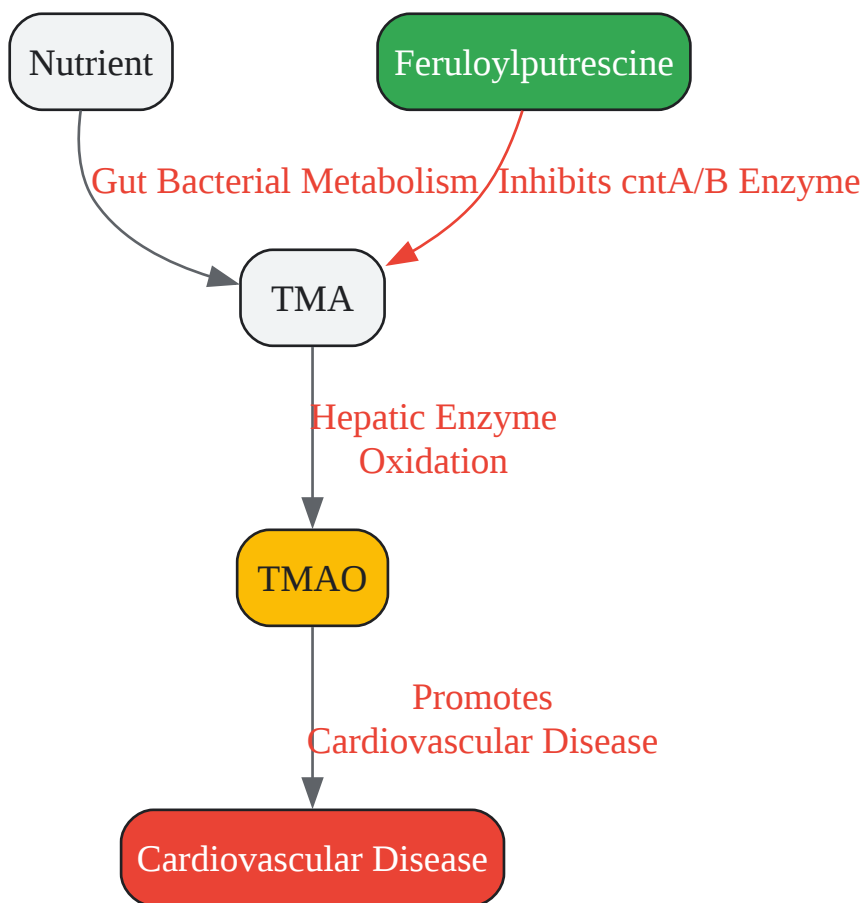 Nutrient
Feruloylputrescine
Gut Bacterial Metabolism
Inhibits cntA/B Enzyme
TMA
Hepatic Enzyme
Oxidation
TMAO
Promotes
Cardiovascular Disease
Cardiovascular Disease